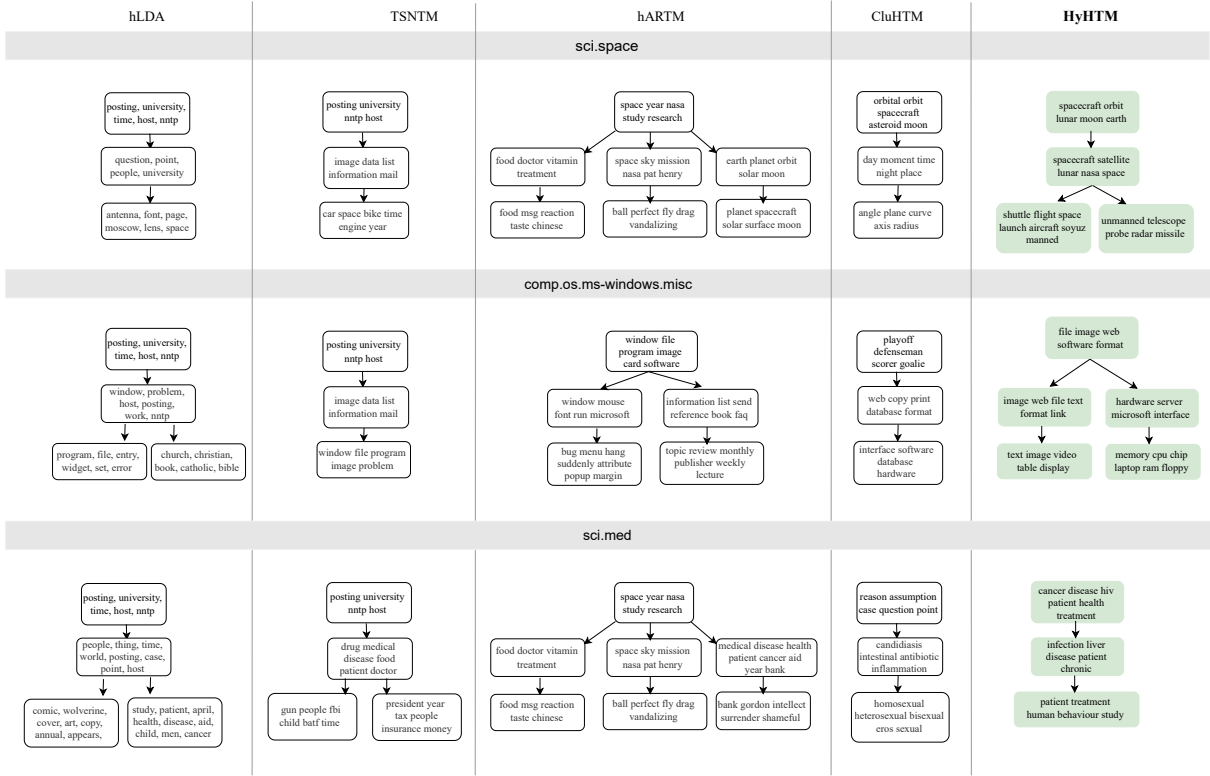 hLDA
TSNTM
hARTM
CluHTM
HyHTM
sci.space
posting, university,
time, host, nntp
question, point,
people, university
antenna, font, page,
moscow, lens, space
posting university
nntp host
image data list
information mail
car space bike time
engine year
space year nasa
study research
food doctor vitamin
treatment
space sky mission
nasa pat henry
earth planet orbit
solar moon
food msg reaction
taste chinese
ball perfect fly drag
vandalizing
planet spacecraft
solar surface moon
orbital orbit
spacecraft
asteroid moon
day moment time
night place
angle plane curve
axis radius
spacecraft orbit
lunar moon earth
spacecraft satellite
lunar nasa space
shuttle flight space
launch aircraft soyuz
manned
unmanned telescope
probe radar missile
comp.os.ms-windows.misc
posting, university,
time, host, nntp
window, problem,
host, posting,
work, nntp
program, file, entry,
widget, set, error
church, christian,
book, catholic, bible
posting university
nntp host
image data list
information mail
window file program
image problem
window file
program image
card software
window mouse
font run microsoft
information list send
reference book faq
bug menu hang
suddenly attribute
popup margin
topic review monthly
publisher weekly
lecture
playoff
defenseman
scorer goalie
web copy print
database format
interface software
database
hardware
file image web
software format
image web file text
format link
hardware server
microsoft interface
text image video
table display
memory cpu chip
laptop ram floppy
sci.med
posting, university,
time, host, nntp
people, thing, time,
world, posting, case,
point, host
comic, wolverine,
cover, art, copy,
annual, appears,
study, patient, april,
health, disease, aid,
child, men, cancer
posting university
nntp host
drug medical
disease food
patient doctor
gun people fbi
child batf time
president year
tax people
insurance money
space year nasa
study research
food doctor vitamin
treatment
space sky mission
nasa pat henry
medical disease health
patient cancer aid
year bank
food msg reaction
taste chinese
ball perfect fly drag
vandalizing
bank gordon intellect
surrender shameful
reason assumption
case question point
candidiasis
intestinal antibiotic
inflammation
homosexual
heterosexual bisexual
eros sexual
cancer disease hiv
patient health
treatment
infection liver
disease patient
chronic
patient treatment
human behaviour study